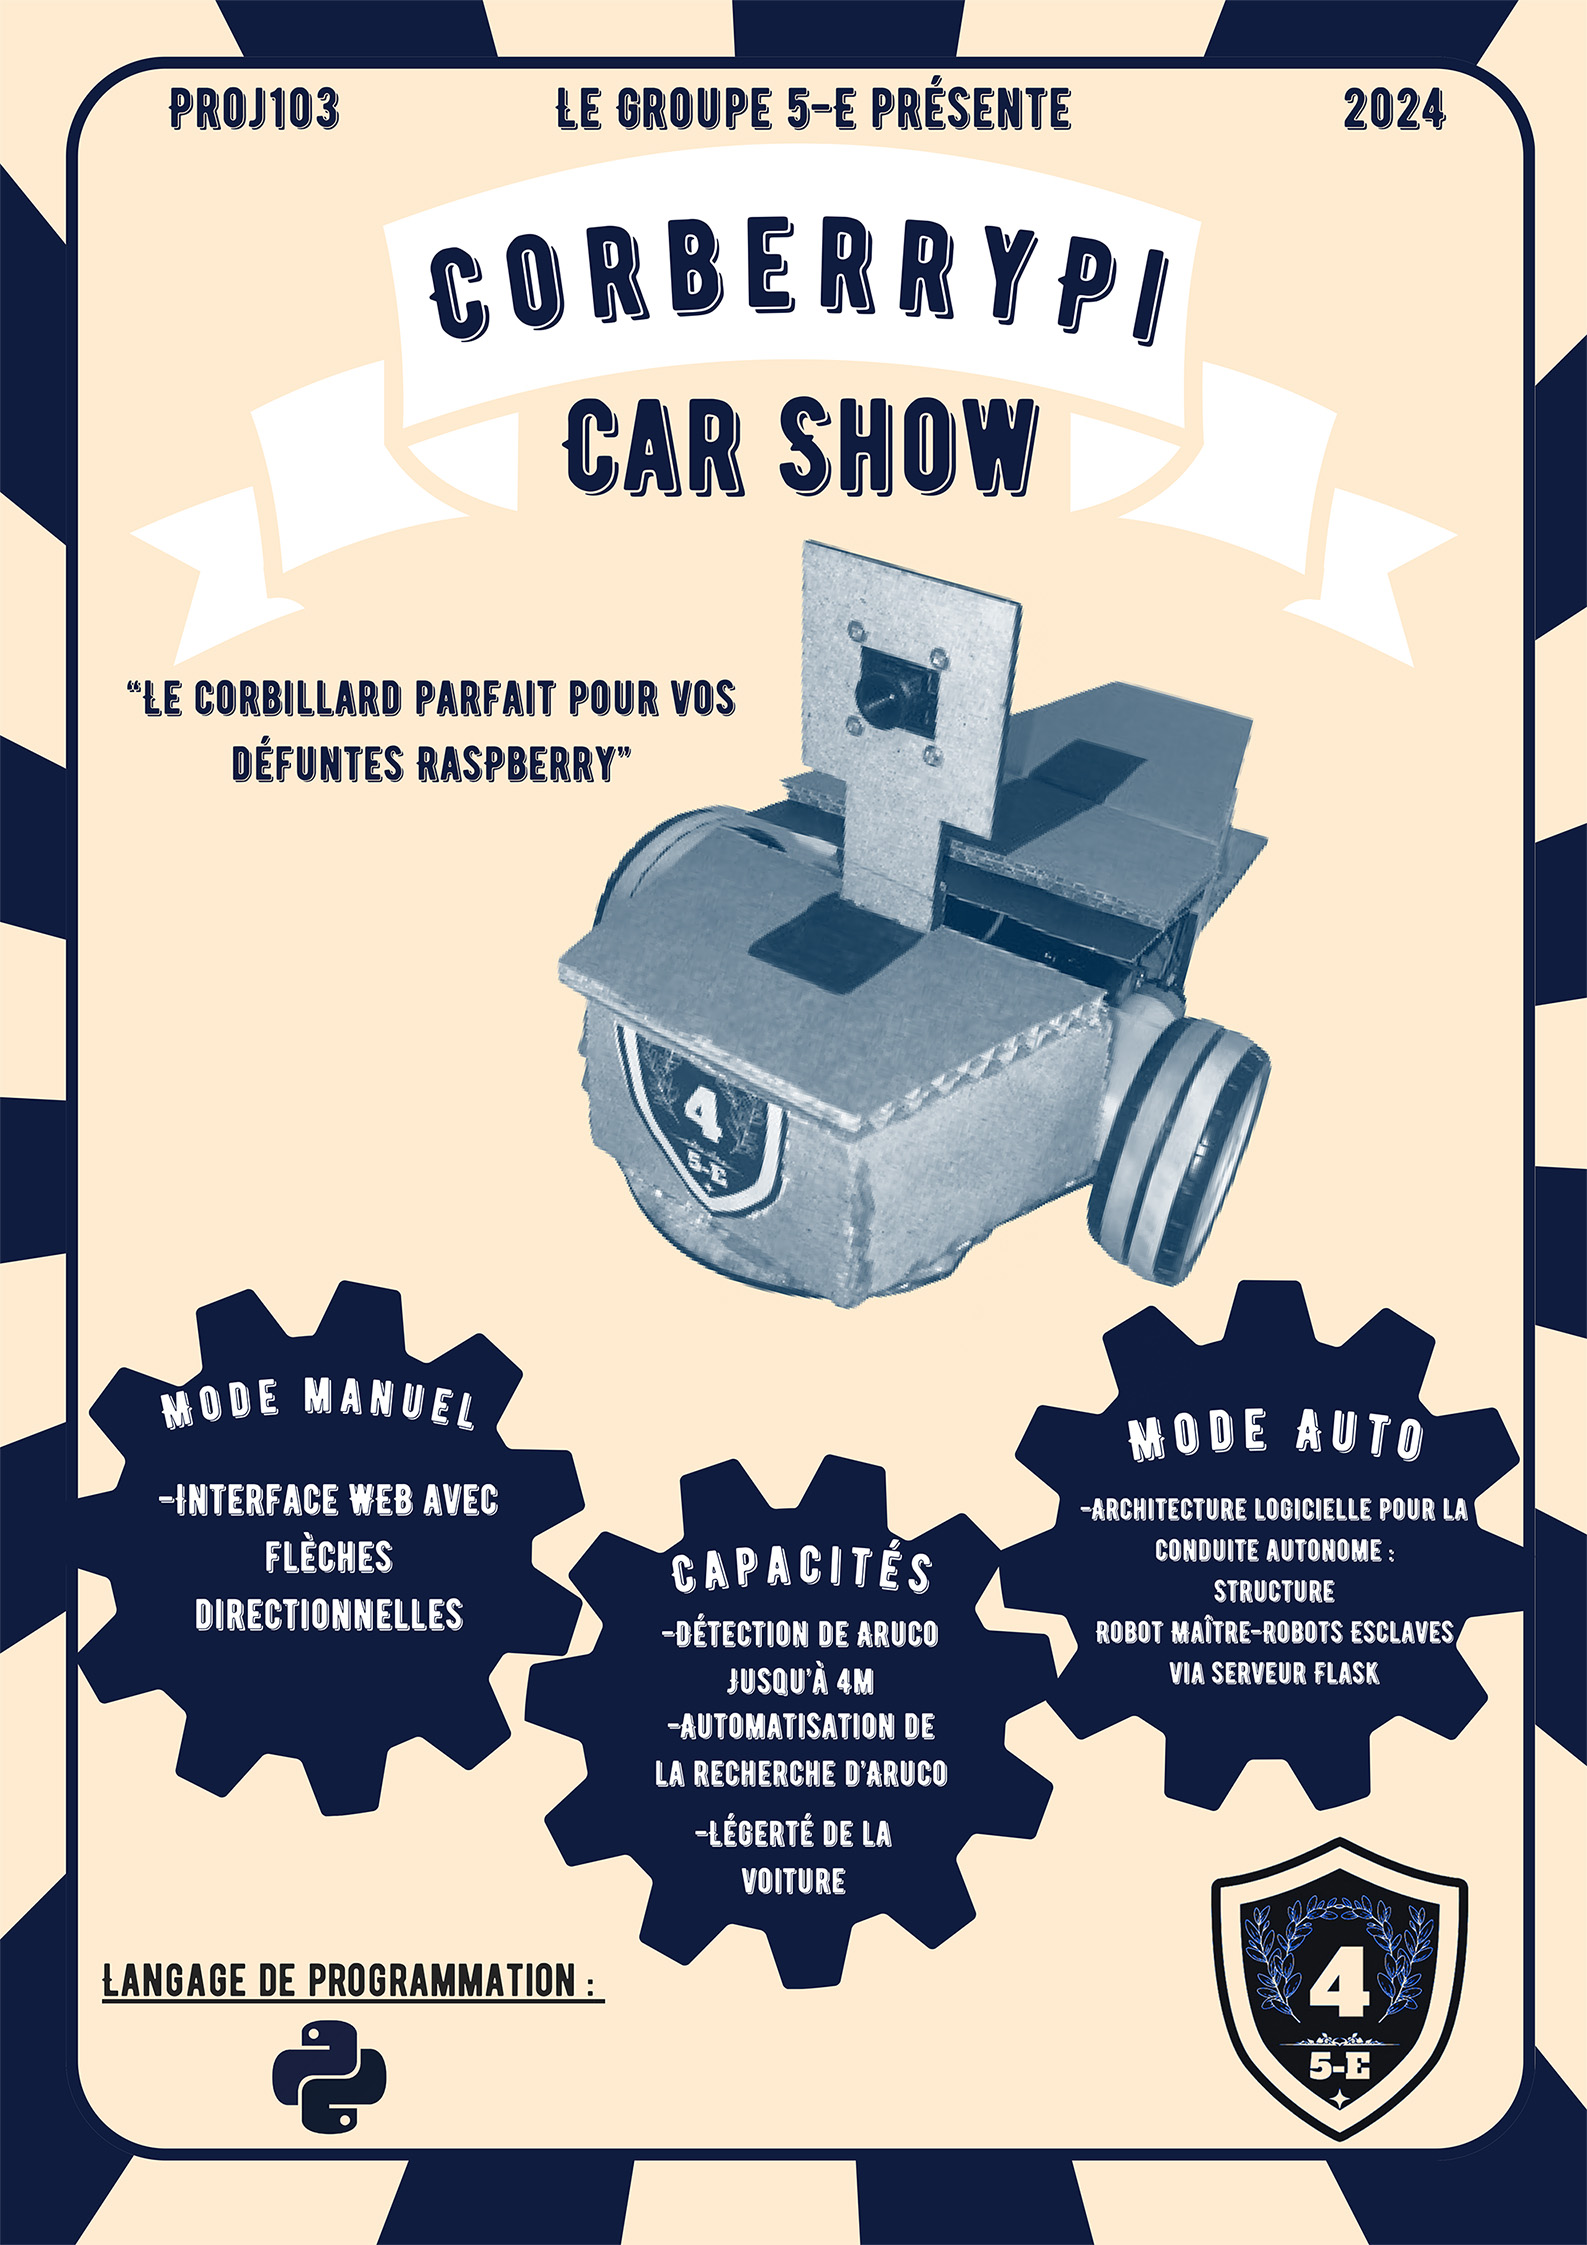 PROJ103
LE GROUPE 5-E PRÉSENTE
2024
CORBERRYPI
CAR SHOW
“LE CORBILLARD PARFAIT POUR VOS
DÉFUNTES RASPBERRY”
4
5-E
MODE MANUEL
-INTERFACE WEB AVEC
FLÈCHES
DIRECTIONNELLES
CAPACITÉS
-DÉTECTION DE ARUCO
JUSQU'À 4M
-AUTOMATISATION DE
LA RECHERCHE D'ARUCO
-LÉGERTÉ DE LA
VOITURE
MODE AUTO
-ARCHITECTURE LOGICIELLE POUR LA
CONDUITE AUTONOME :
STRUCTURE
ROBOT MAÎTRE-ROBOTS ESCLAVES
VIA SERVEUR FLASK
LANGAGE DE PROGRAMMATION :
4
5-E